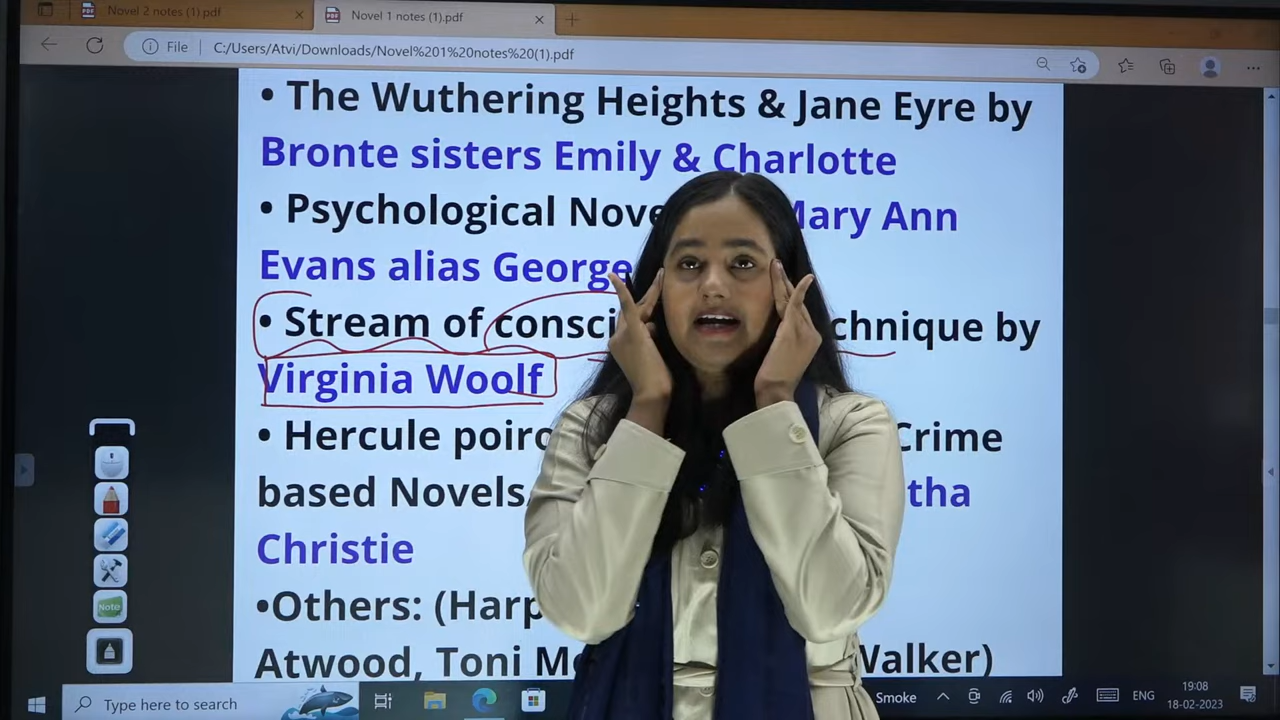 Novel 2 notes (1).pdf
Novel 1 notes (1).pdf
File C:/Users/Atvi/Downloads/Novel%201%20notes%20(1).pdf
• The Wuthering Heights & Jane Eyre by
Bronte sisters Emily & Charlotte
• Psychological Nove Mary Ann
Evans alias George
• Stream of consci chnique by
Virginia Woolf
• Hercule poiro Crime
based Novels, tha
Christie
•Others: (Harp
Atwood, Toni Mo Walker)
Note
Type here to search
Smoke
ENG
19:08
18-02-2023